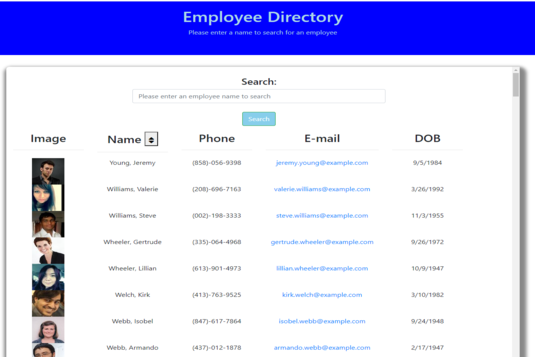 Employee Directory
Please enter a name to search for an employee
Search:
Please enter an employee name to search
Search
Image Name Phone E-mail DOB
Young, Jeremy (858)-056-9398 jeremy.young@example.com 9/5/1984
Williams, Valerie (208)-696-7163 valerie.williams@example.com 3/26/1992
Williams, Steve (002)-198-3333 steve.williams@example.com 11/3/1955
Wheeler, Gertrude (335)-064-4968 gertrude.wheeler@example.com 9/26/1972
Wheeler, Lillian (613)-901-4973 lillian.wheeler@example.com 10/9/1947
Welch, Kirk (413)-763-9525 kirk.welch@example.com 3/10/1982
Webb, Isobel (847)-617-7864 isobel.webb@example.com 9/24/1948
Webb, Armando (437)-012-1878 armando.webb@example.com 2/17/1947